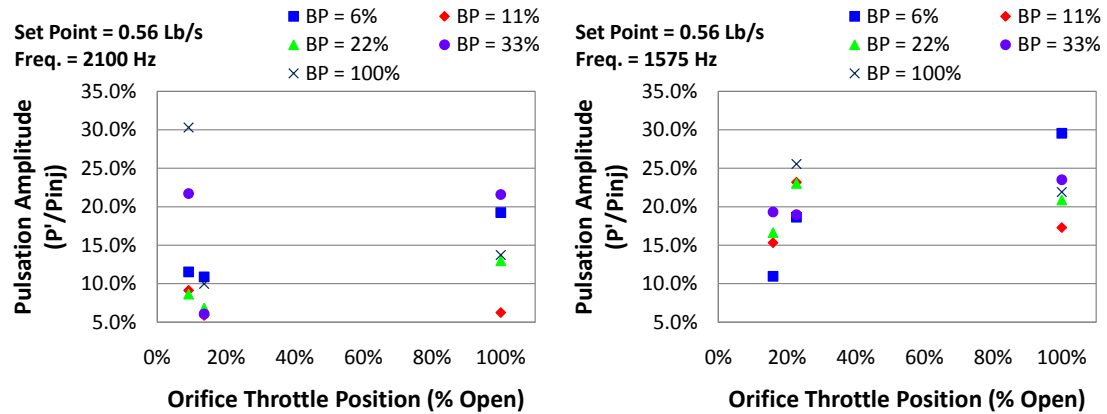 Set Point = 0.56 Lb/s
Freq. = 2100 Hz
BP = 6%
BP = 11%
BP = 22%
BP = 33%
BP = 100%
Pulsation Amplitude
(P'/Pinj)
35.0%
30.0%
25.0%
20.0%
15.0%
10.0%
5.0%
0% 20% 40% 60% 80% 100%
Orifice Throttle Position (% Open)
Set Point = 0.56 Lb/s
Freq. = 1575 Hz
BP = 6%
BP = 11%
BP = 22%
BP = 33%
BP = 100%
Pulsation Amplitude
(P'/Pinj)
35.0%
30.0%
25.0%
20.0%
15.0%
10.0%
5.0%
0% 20% 40% 60% 80% 100%
Orifice Throttle Position (% Open)